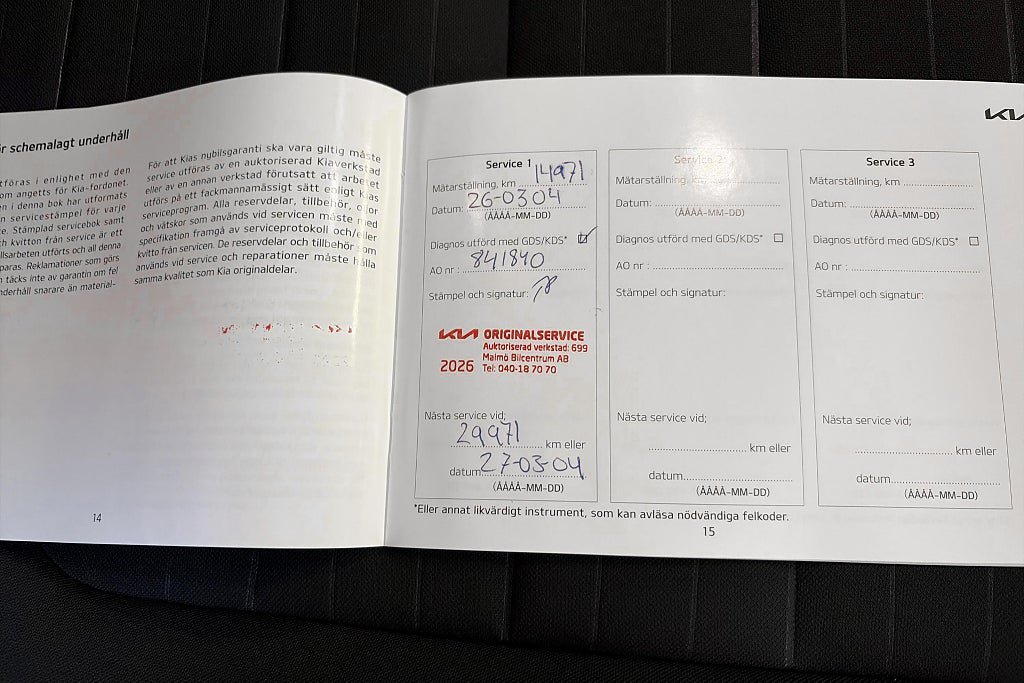 r schemalagt underhåll
tföras i enlighet med den
om angetts för Kia-fordonet.
n i denna bok har utformats
n servicestämpel för varje
e. Stämplad servicebok samt
h kvitton från service är ett
llsarbeten utförts och all denna
paras. Reklamationer som görs
n täcks inte av garantin om fel
nderhåll snarare än material-
För att Kias nybilsgaranti ska vara giltig måste
service utföras av en auktoriserad Kiaverkstad
eller av en annan verkstad förutsatt att arbetet
utförs på ett fackmannamässigt sätt enligt Kias
serviceprogram. Alla reservdelar, tillbehör, oljor
och vätskor som används vid servicen måste med
specifikation framgå av serviceprotokoll och/eller
kvitto från servicen. De reservdelar och tillbehör som
används vid service och reparationer måste hålla
samma kvalitet som Kia originaldelar.
14
KIA
Service 1
Mätarställning, km 14971
Datum: 26-03 04
(ÅÅÅÅ-MM-DD)
Diagnos utförd med GDS/KDS*
AO nr : 841840
Stämpel och signatur:
KIA ORIGINALSERVICE
Auktoriserad verkstad: 699
Malmö Bilcentrum AB
2026 Tel: 040-18 70 70
Nästa service vid;
29971 km eller
datum 27-03-04
(ÅÅÅÅ-MM-DD)
Service 2
Mätarställning, km
Datum:
(ÅÅÅÅ-MM-DD)
Diagnos utförd med GDS/KDS*
AO nr :
Stämpel och signatur:
Nästa service vid;
km eller
datum
(ÅÅÅÅ-MM-DD)
Service 3
Mätarställning, km
Datum:
(ÅÅÅÅ-MM-DD)
Diagnos utförd med GDS/KDS*
AO nr :
Stämpel och signatur:
Nästa service vid;
km eller
datum
(ÅÅÅÅ-MM-DD)
*Eller annat likvärdigt instrument, som kan avläsa nödvändiga felkoder.
15